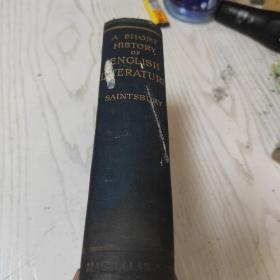 A SHORT
HISTORY
OF
ENGLISH
LITERATURE
SAINTSBURY